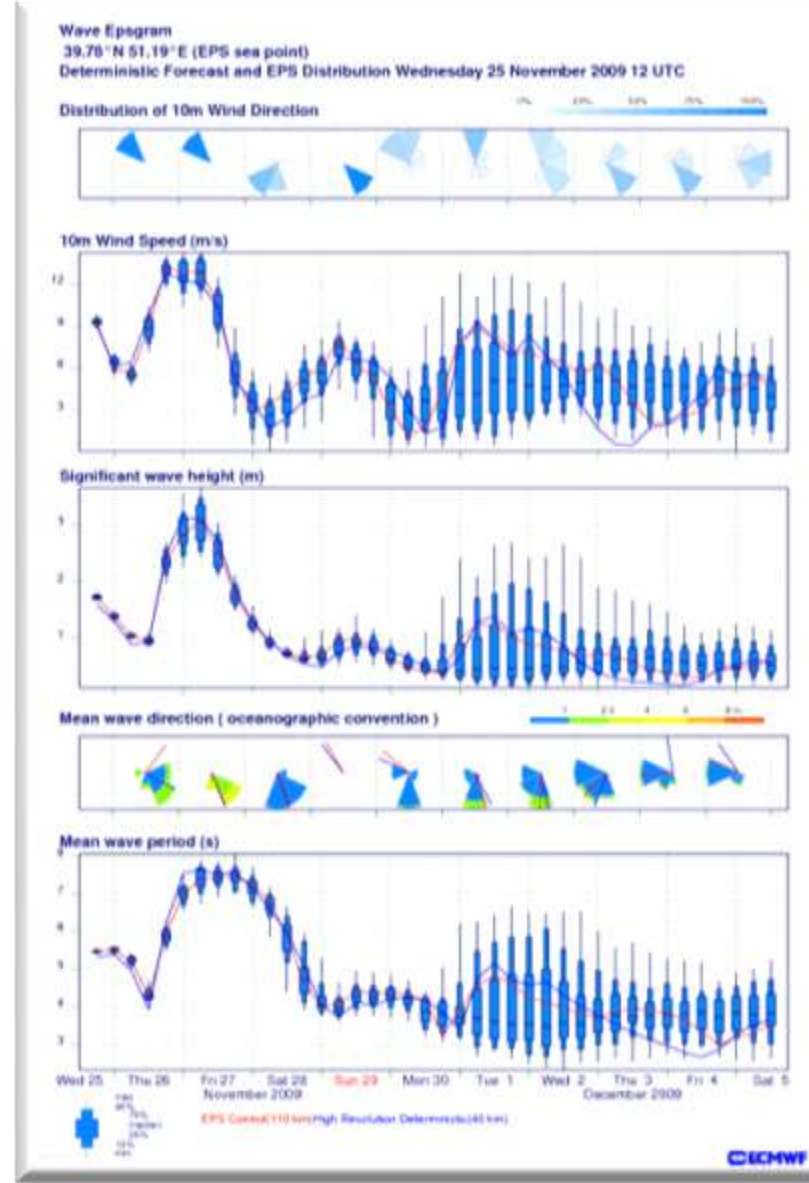 Wave Epsgram
39.78°N 51.19°E (EPS sea point)
Deterministic Forecast and EPS Distribution Wednesday 25 November 2009 12 UTC
Distribution of 10m Wind Direction
10m Wind Speed (m/s)
12
9
6
3
Significant wave height (m)
3
2
1
Mean wave direction ( oceanographic convention )
Mean wave period (s)
7
6
5
4
3
Wed 25 Thu 26 Fri 27 Sat 28 Sun 29 Mon 30 Tue 1 Wed 2 Thu 3 Fri 4 Sat 5
November 2009 December 2009
EPS Control(110 km) High Resolution Deterministic(40 km)
median
ECMWF